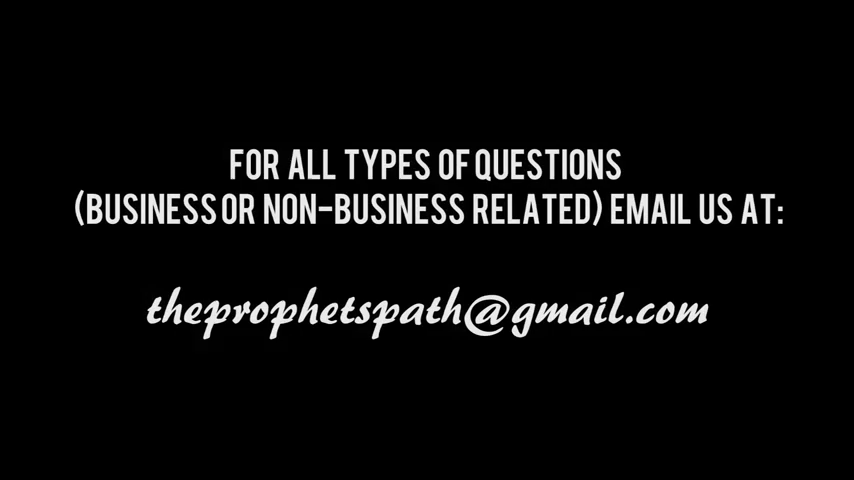 FOR ALL TYPES OF QUESTIONS
(BUSINESS OR NON-BUSINESS RELATED) EMAIL US AT:
theprophetspath@gmail.com